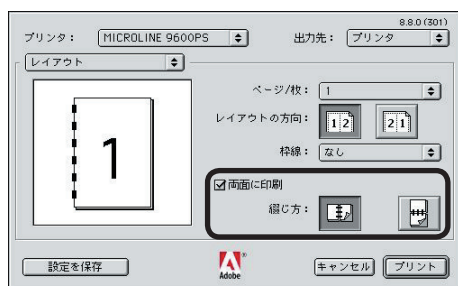 8.8.0 (301)
プリンタ： MICROLINE 9600PS 出力先： プリンタ
レイアウト
ページ/枚： 1
レイアウトの方向： 1 2 2 1
枠線： なし
1
両面に印刷
綴じ方：
設定を保存 Adobe キャンセル プリント